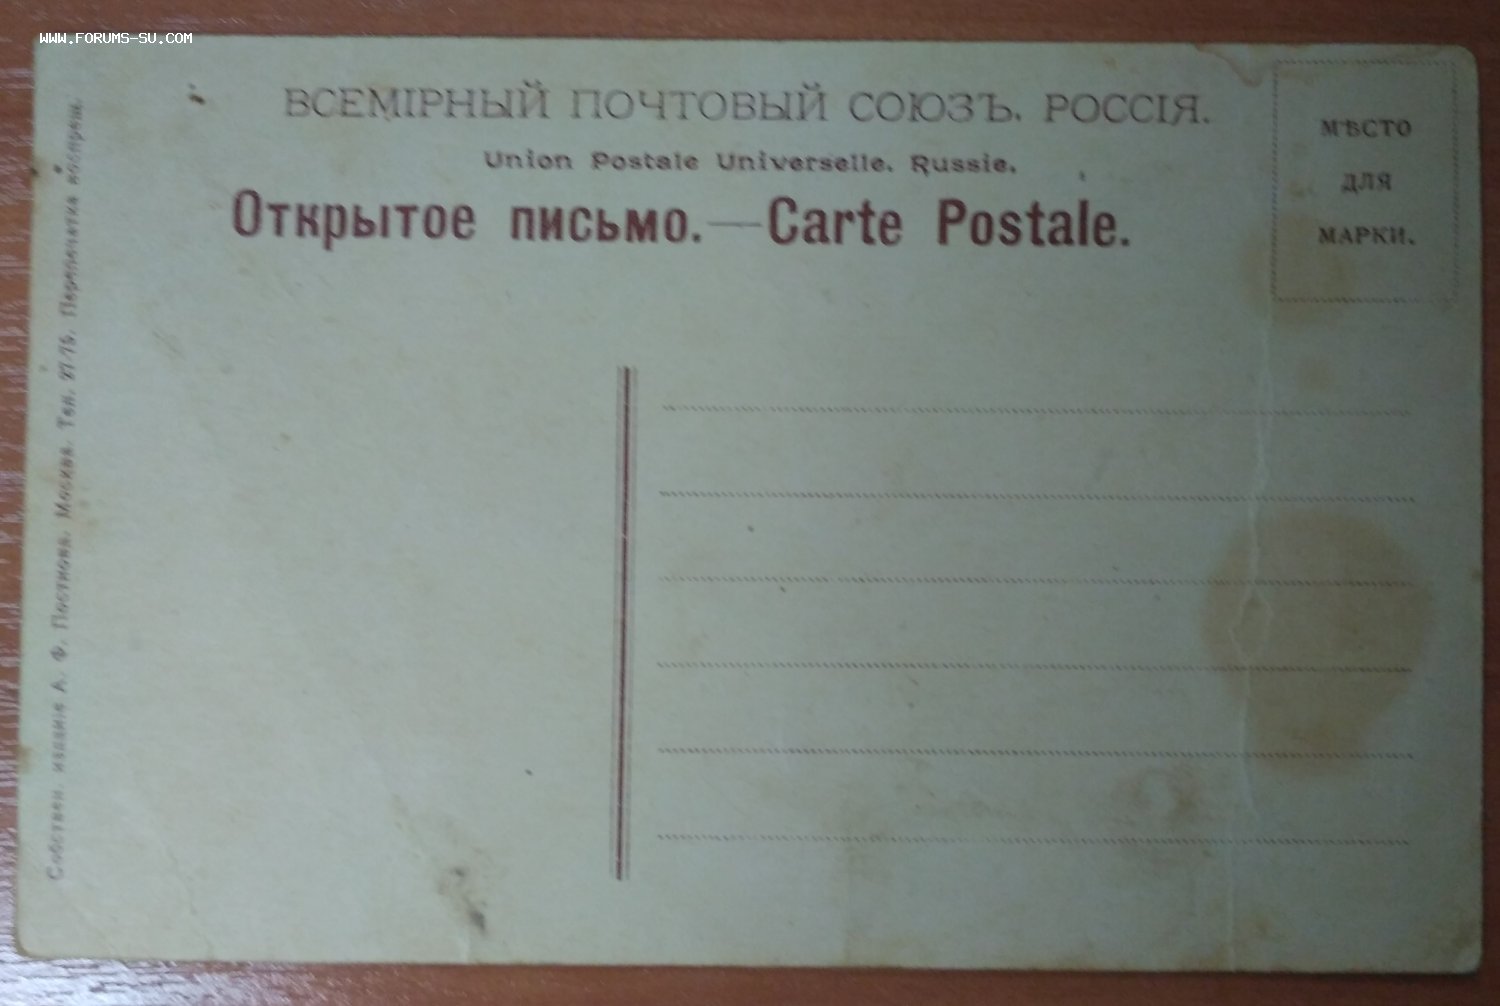 WWW.FORUMS-SU.COM
ВСЕМІРНЫЙ ПОЧТОВЫЙ СОЮЗЪ. РОССІЯ.
Union Postale Universelle. Russie.
Открытое письмо.—Carte Postale.
МѢСТО
ДЛЯ
МАРКИ.
Собствен. изданіе А. Ф. Постнова. Москва. Тел. 27-75. Перепечатка воспрещ.